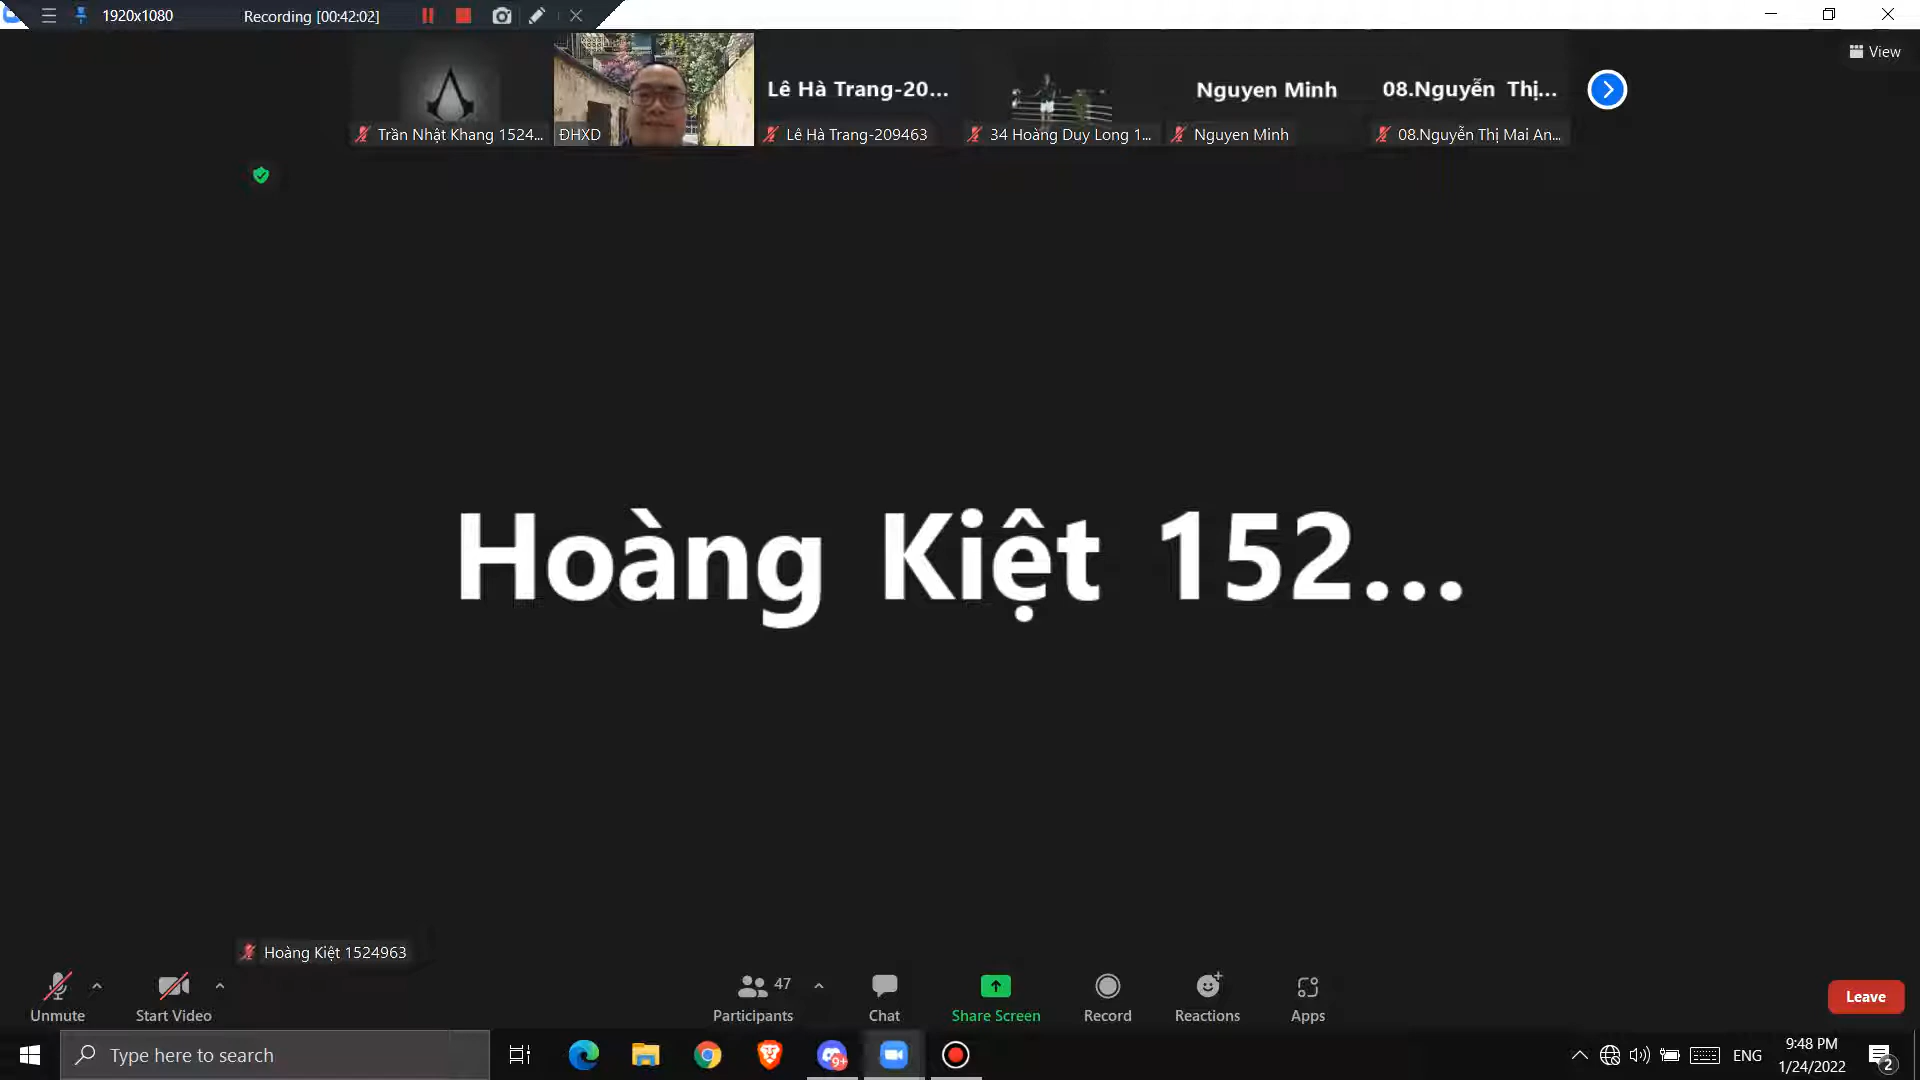 1920x1080
Recording [00:42:02]
View
Lê Hà Trang-20...
Nguyen Minh
08.Nguyễn Thị...
Trần Nhật Khang 1524...
ĐHXD
Lê Hà Trang-209463
34 Hoàng Duy Long 1...
Nguyen Minh
08.Nguyễn Thị Mai An...
Hoàng Kiệt 152...
Hoàng Kiệt 1524963
Unmute
Start Video
47
Participants
Chat
Share Screen
Record
Reactions
Apps
Leave
Type here to search
9+
ENG
9:48 PM
1/24/2022
2